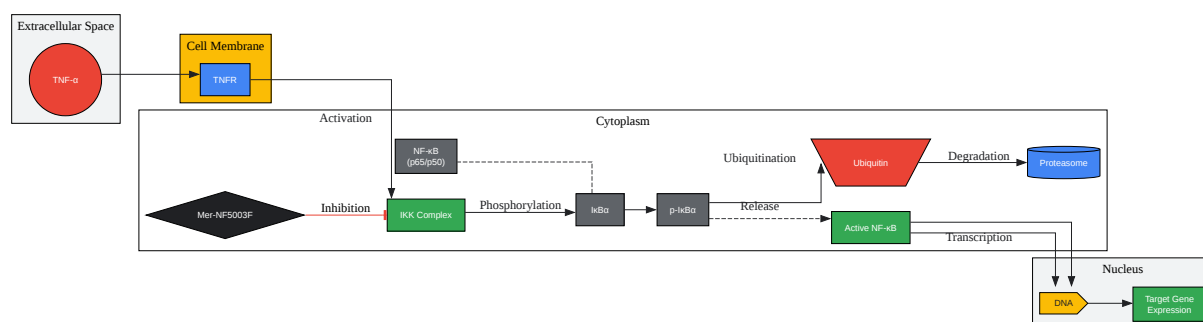 Extracellular Space
TNF-α
Cell Membrane
TNFR
Cytoplasm
Activation
NF-κB
(p65/p50)
Ubiquitination
Ubiquitin
Degradation
Proteasome
Mer-NF5003F
Inhibition
IKK Complex
Phosphorylation
IκBα
p-IκBα
Release
Active NF-κB
Transcription
Nucleus
DNA
Target Gene
Expression